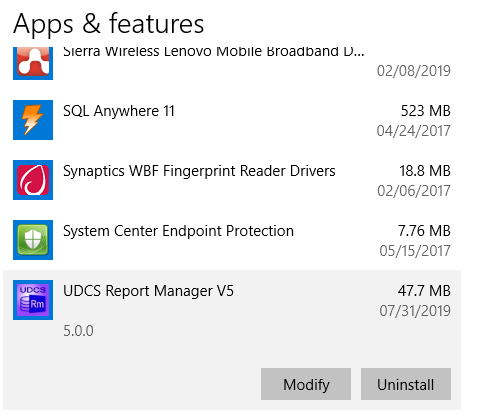 Apps & features
Sierra Wireless Lenovo Mobile Broadband D...
02/08/2019
SQL Anywhere 11
523 MB
04/24/2017
Synaptics WBF Fingerprint Reader Drivers
18.8 MB
02/06/2017
System Center Endpoint Protection
7.76 MB
05/15/2017
UDCS
Rm
UDCS Report Manager V5
47.7 MB
07/31/2019
5.0.0
Modify
Uninstall